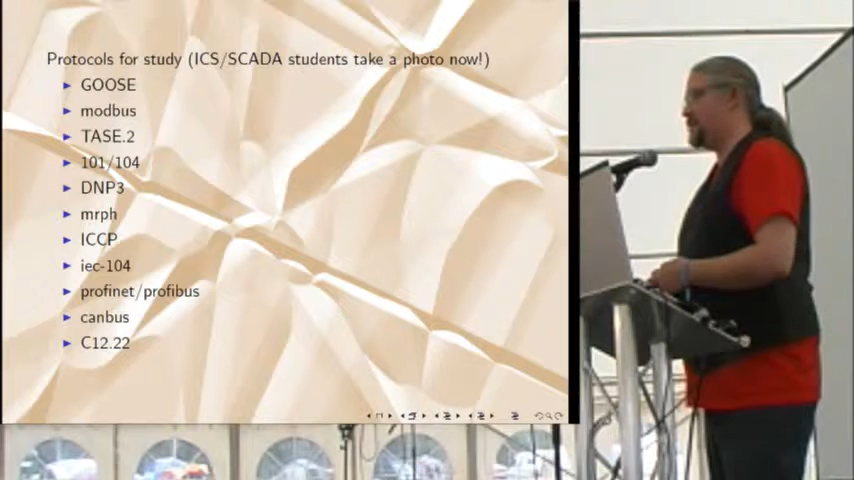 Protocols for study (ICS/SCADA students take a photo now!)
GOOSE
modbus
TASE.2
101/104
DNP3
mrph
ICCP
iec-104
profinet/profibus
canbus
C12.22